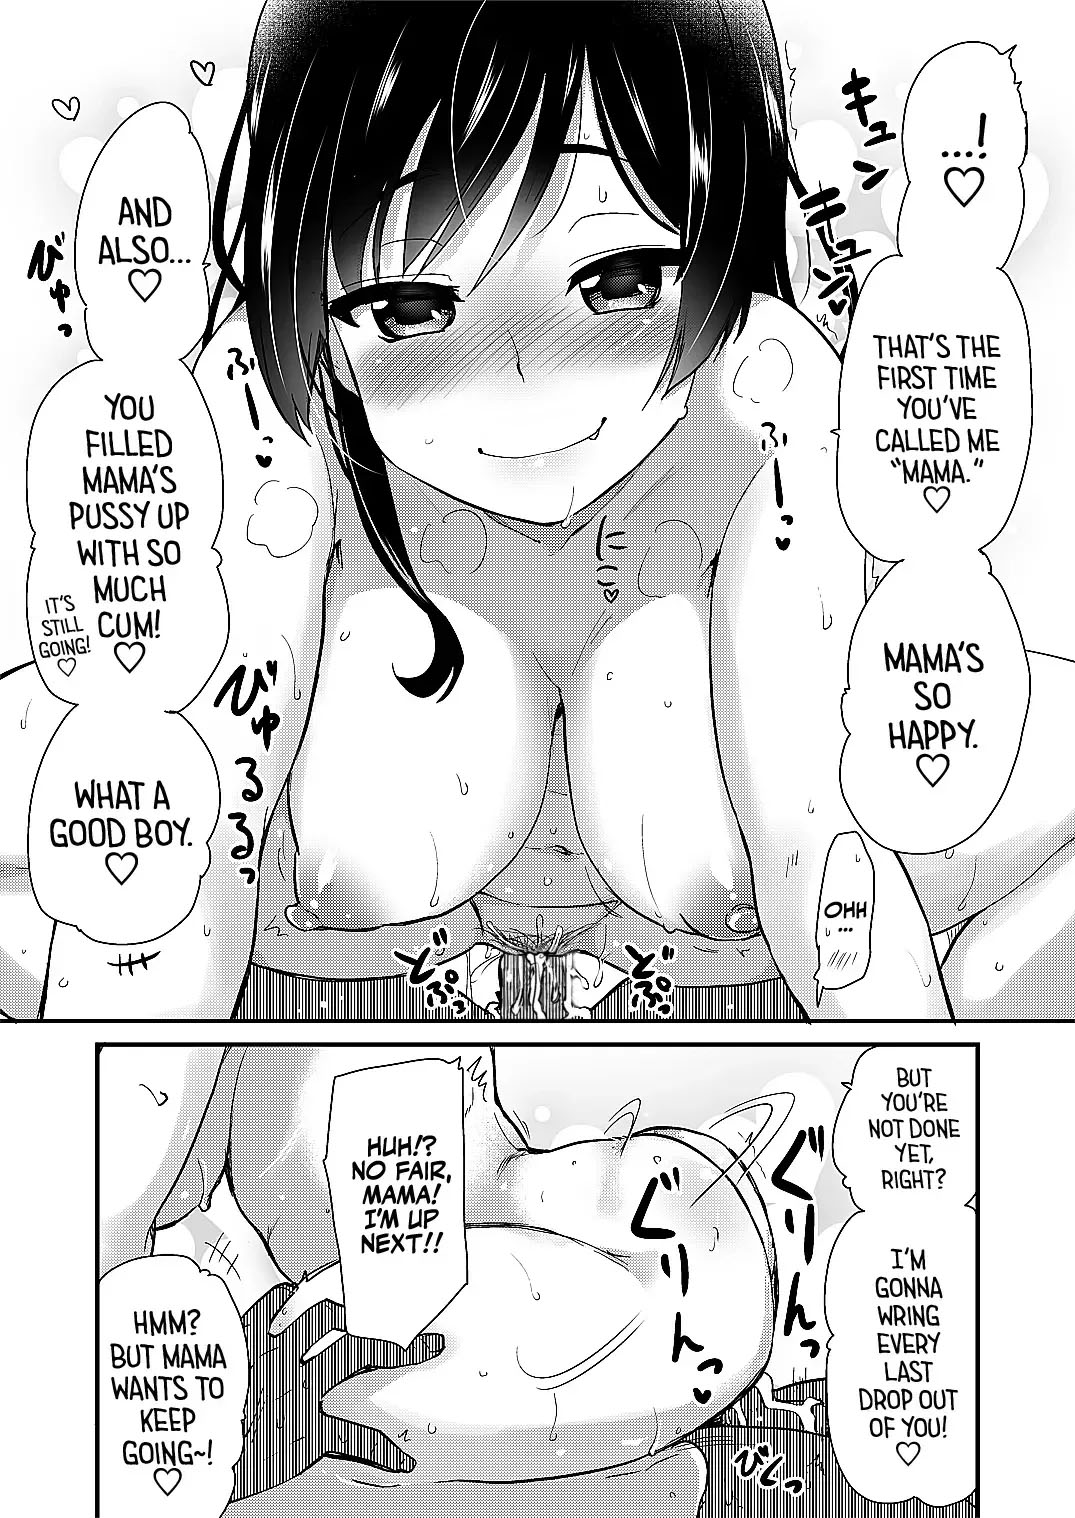 ...!
♡
THAT'S THE
FIRST TIME
YOU'VE
CALLED ME
"MAMA."
♡
MAMA'S
SO
HAPPY.
♡
キュン
キュン
AND
ALSO...
♡
YOU
FILLED
MAMA'S
PUSSY UP
WITH SO
MUCH
CUM!
♡
IT'S
STILL
GOING!
♡
WHAT A
GOOD BOY.
♡
びゅっ
ふーっ
ふーっ
びゅるるっ
OHH
...
どぷっ
どぷっ
BUT
YOU'RE
NOT DONE
YET,
RIGHT?
I'M
GONNA
WRING
EVERY
LAST
DROP OUT
OF YOU!
♡
ぐりんっ
ぐりんっ
HUH!?
NO FAIR,
MAMA!
I'M UP
NEXT!!
HMM?
BUT MAMA
WANTS TO
KEEP
GOING~!
♡